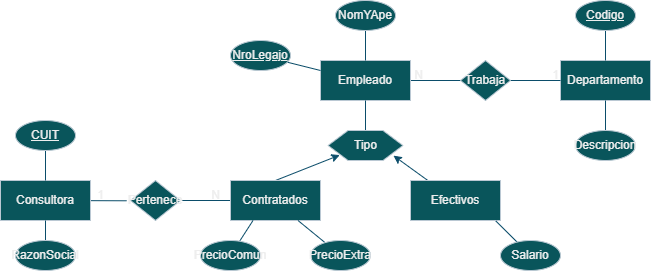 NomYApe
Codigo
NroLegajo
Empleado
N
Trabaja
1
Departamento
CUIT
Tipo
Descripcion
Consultora
1
Pertenece
N
Contratados
Efectivos
RazonSocial
PrecioComun
PrecioExtra
Salario